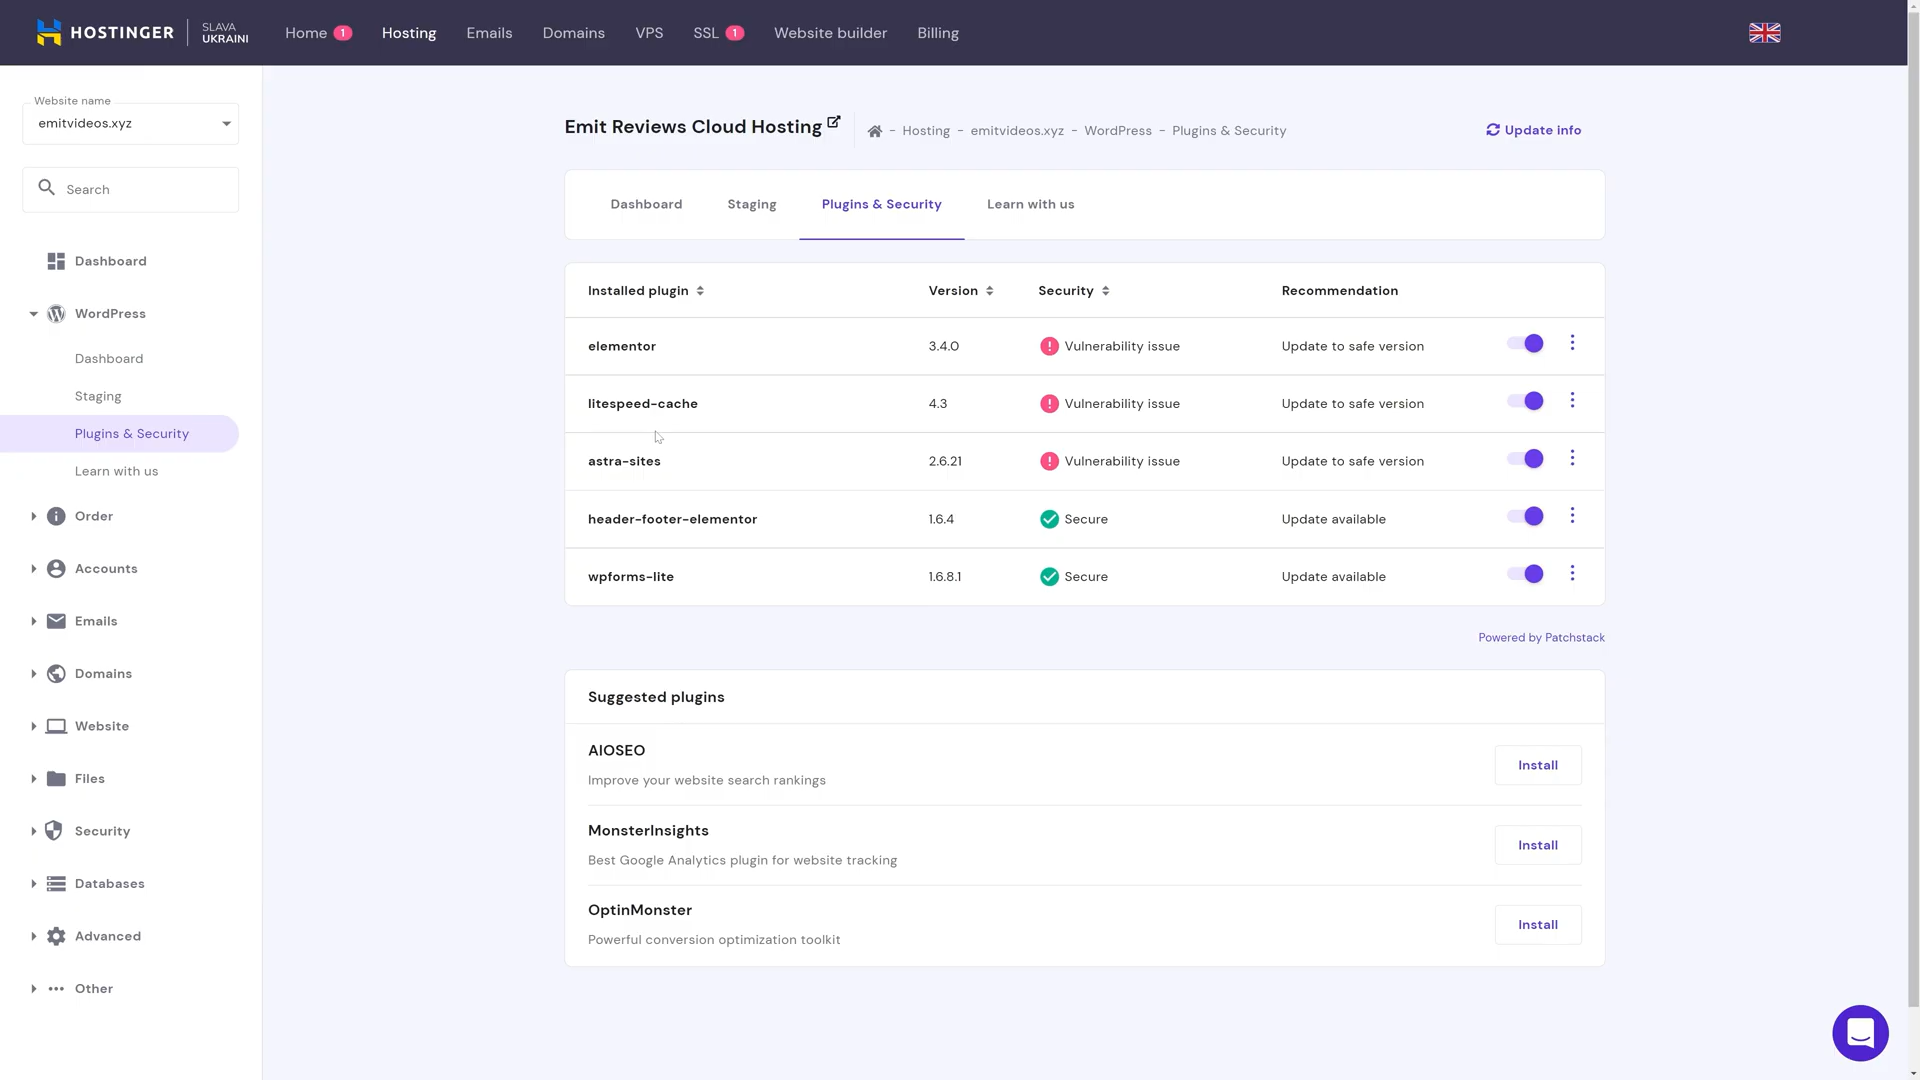 HOSTINGER
SLAVA
UKRAINI
Home 1
Hosting
Emails
Domains
VPS
SSL 1
Website builder
Billing
Website name
emitvideos.xyz
Search
Dashboard
WordPress
Dashboard
Staging
Plugins & Security
Learn with us
Order
Accounts
Emails
Domains
Website
Files
Security
Databases
Advanced
Other
Emit Reviews Cloud Hosting
- Hosting - emitvideos.xyz - WordPress - Plugins & Security
Update info
Dashboard
Staging
Plugins & Security
Learn with us
Installed plugin Version Security Recommendation
elementor 3.4.0 Vulnerability issue Update to safe version
litespeed-cache 4.3 Vulnerability issue Update to safe version
astra-sites 2.6.21 Vulnerability issue Update to safe version
header-footer-elementor 1.6.4 Secure Update available
wpforms-lite 1.6.8.1 Secure Update available
Powered by Patchstack
Suggested plugins
AIOSEO
Improve your website search rankings
Install
MonsterInsights
Best Google Analytics plugin for website tracking
Install
OptinMonster
Powerful conversion optimization toolkit
Install